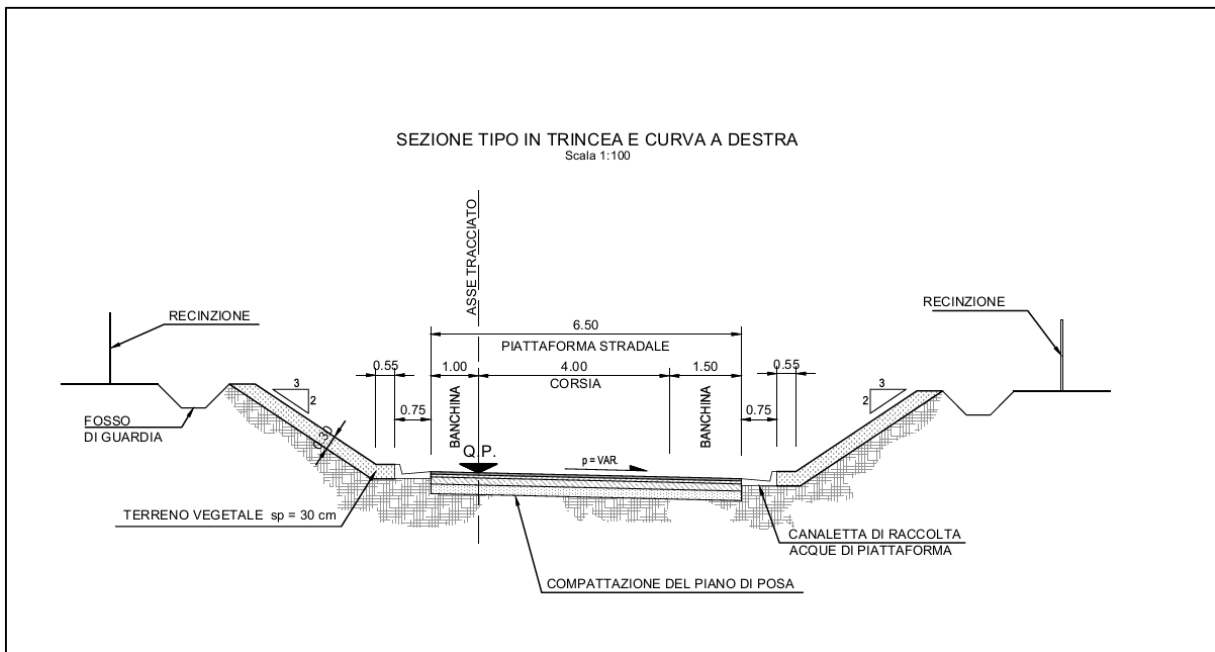 SEZIONE TIPO IN TRINCEA E CURVA A DESTRA
Scala 1:100
ASSE TRACCIATO
RECINZIONE
RECINZIONE
6.50
PIATTAFORMA STRADALE
0.55
1.00
4.00
1.50
0.55
CORSIA
3
2
3
2
0.75
BANCHINA
BANCHINA
0.75
FOSSO
DI GUARDIA
0.30
Q.P.
p = VAR.
TERRENO VEGETALE sp = 30 cm
CANALETTA DI RACCOLTA
ACQUE DI PIATTAFORMA
COMPATTAZIONE DEL PIANO DI POSA